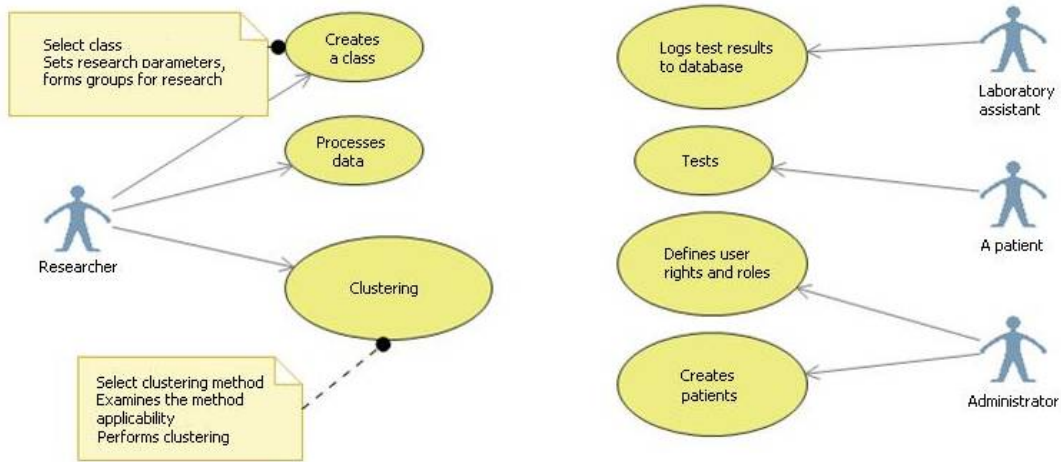 Select class
Sets research parameters,
forms groups for research
Creates
a class
Processes
data
Researcher
Clustering
Select clustering method
Examines the method
applicability
Performs clustering
Logs test results
to database
Laboratory
assistant
Tests
A patient
Defines user
rights and roles
Creates
patients
Administrator